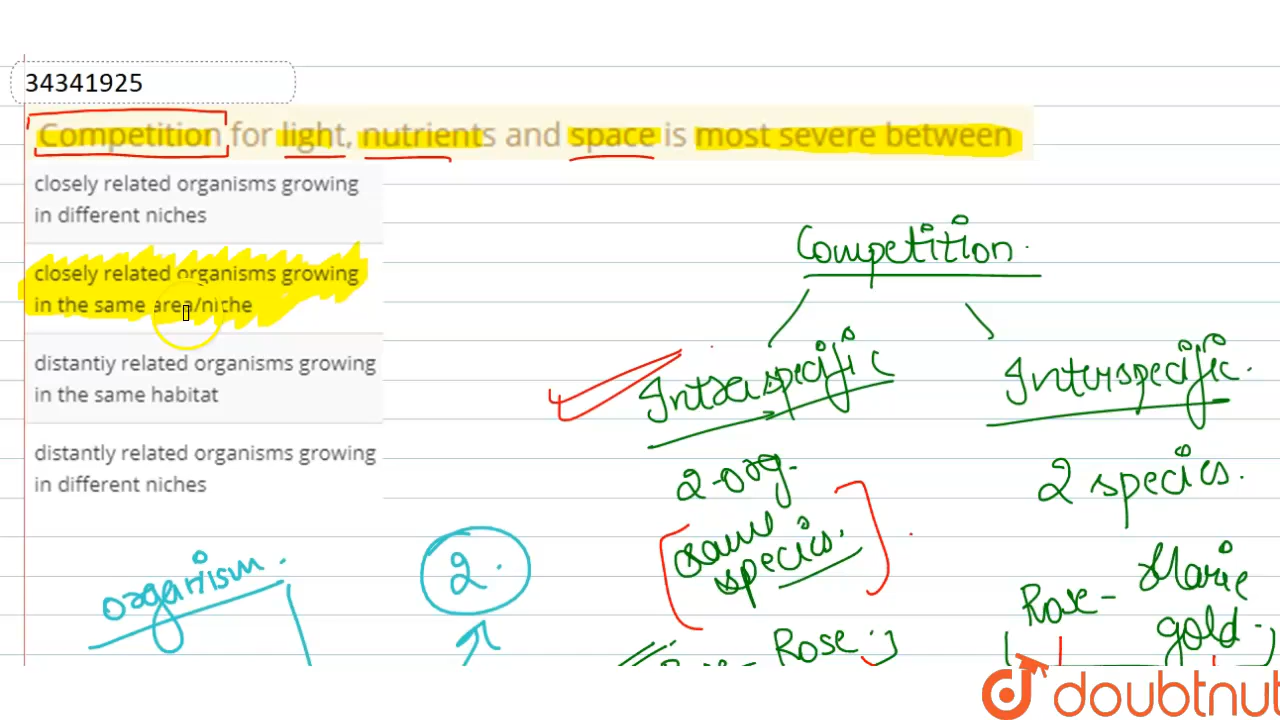 34341925
Competition for light, nutrients and space is most severe between
closely related organisms growing
in different niches
closely related organisms growing
in the same area/niche
distantiy related organisms growing
in the same habitat
distantly related organisms growing
in different niches
Competition.
Intraspecific
Interspecific.
2-org.
same
species.
2 species.
organism.
2.
Rose - Marie
gold.
Rose
doubtnut